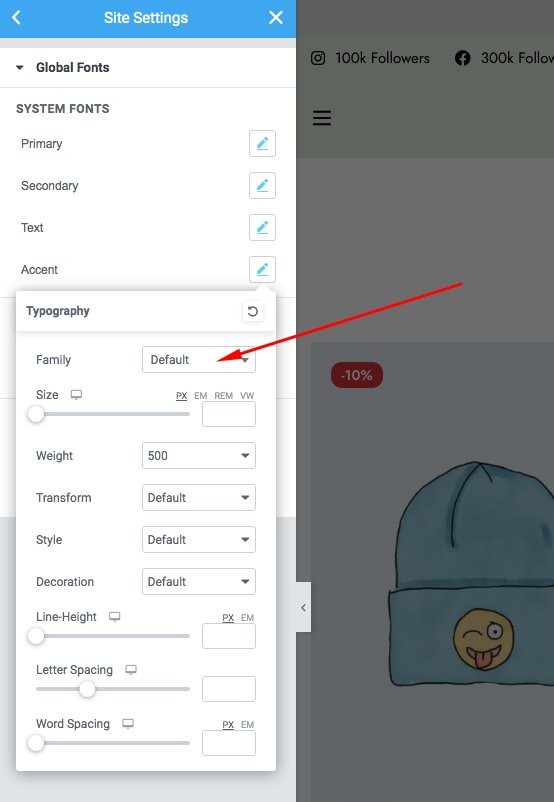 Site Settings
Global Fonts
SYSTEM FONTS
Primary
Secondary
Text
Accent
Typography
Family Default
Size PX EM REM VW
Weight 500
Transform Default
Style Default
Decoration Default
Line-Height PX EM
Letter Spacing
Word Spacing PX EM
100k Followers 300k Follow
-10%